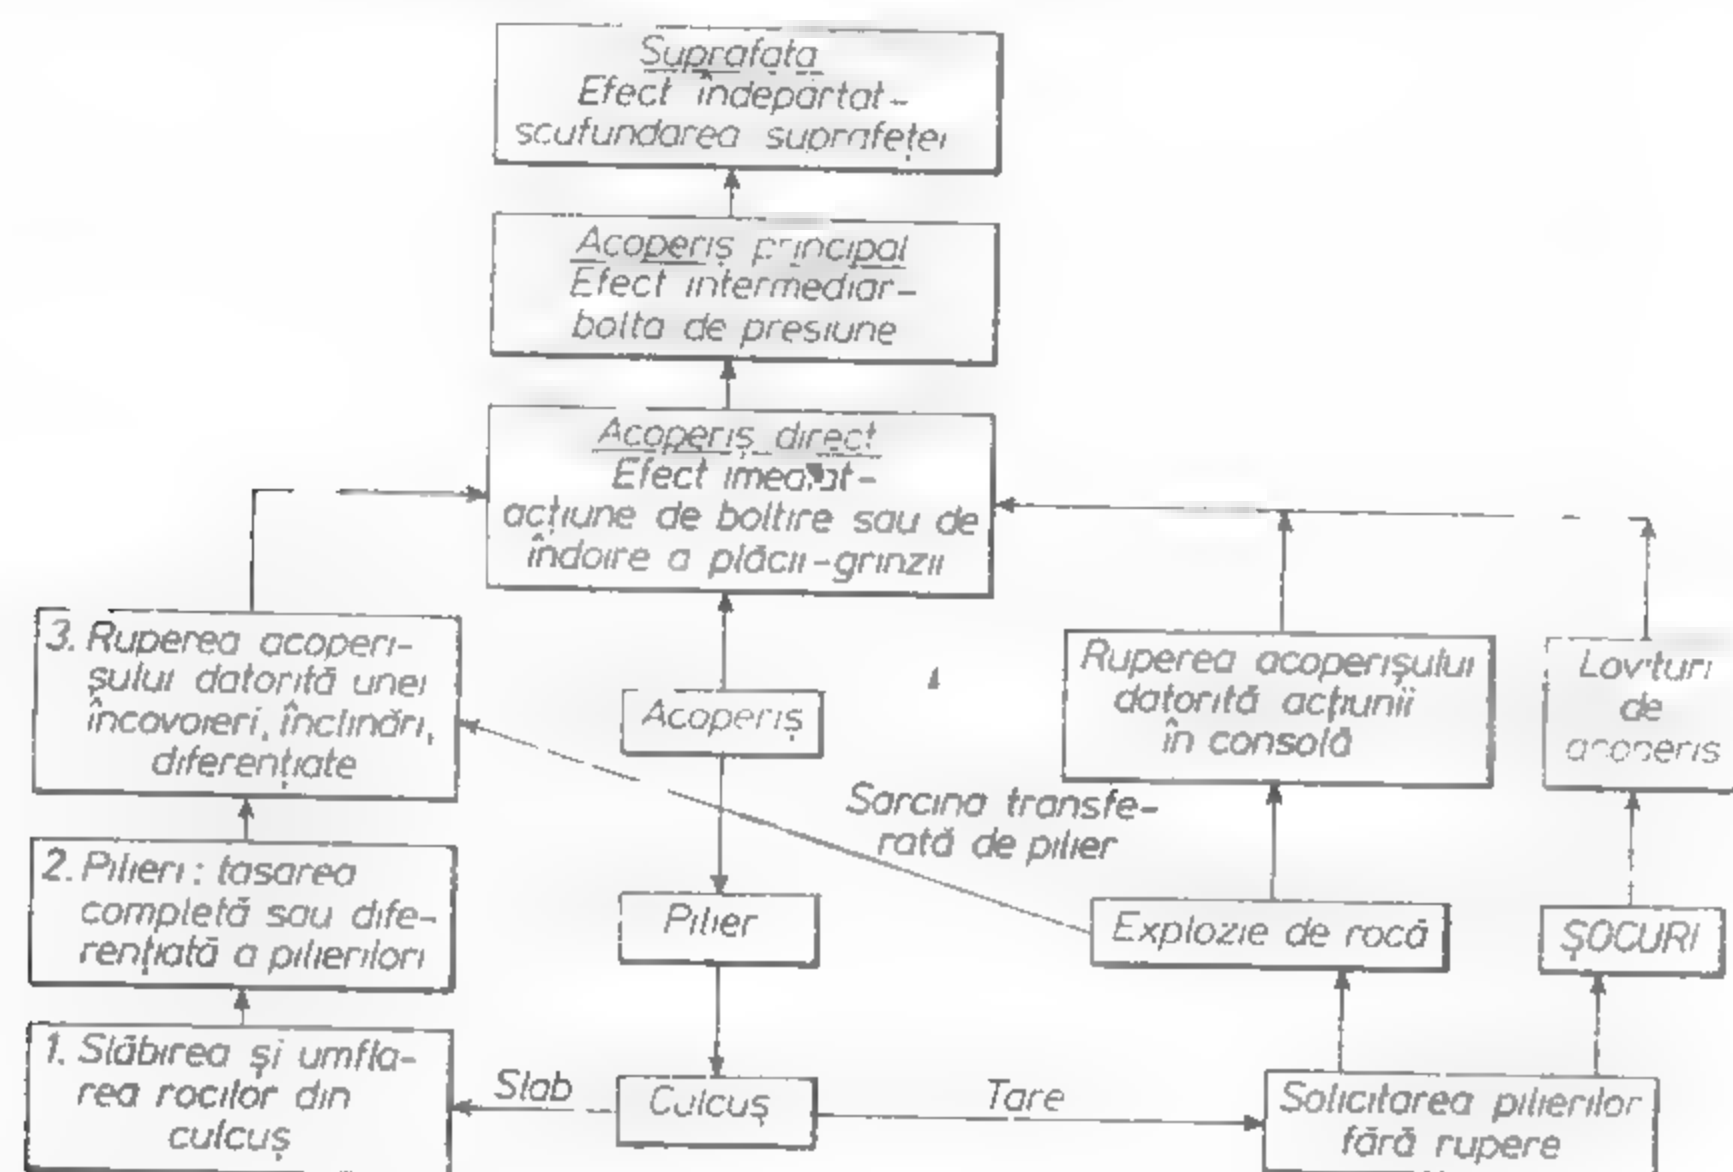 Suprafața
Efect îndepărtat-
scufundarea suprafeței
Acoperiș principal
Efect intermediar-
bolta de presiune
Acoperiș direct
Efect imediat-
acțiune de boltire sau de
îndoire a plăcii-grinzii
3. Ruperea acoperi-
șului datorită unei
încovoieri, înclinări,
diferențiate
Acoperiș
Ruperea acoperișului
datorită acțiunii
în consolă
Lovituri
de
acoperiș
Sarcina transfe-
rată de pilier
2. Pilieri: tasarea
completă sau dife-
rențiată a pilierilor
Pilier
Explozie de rocă
ȘOCURI
1. Slăbirea și umfla-
rea rocilor din
culcuș
Slab
Culcuș
Tare
Solicitarea pilierilor
fără rupere